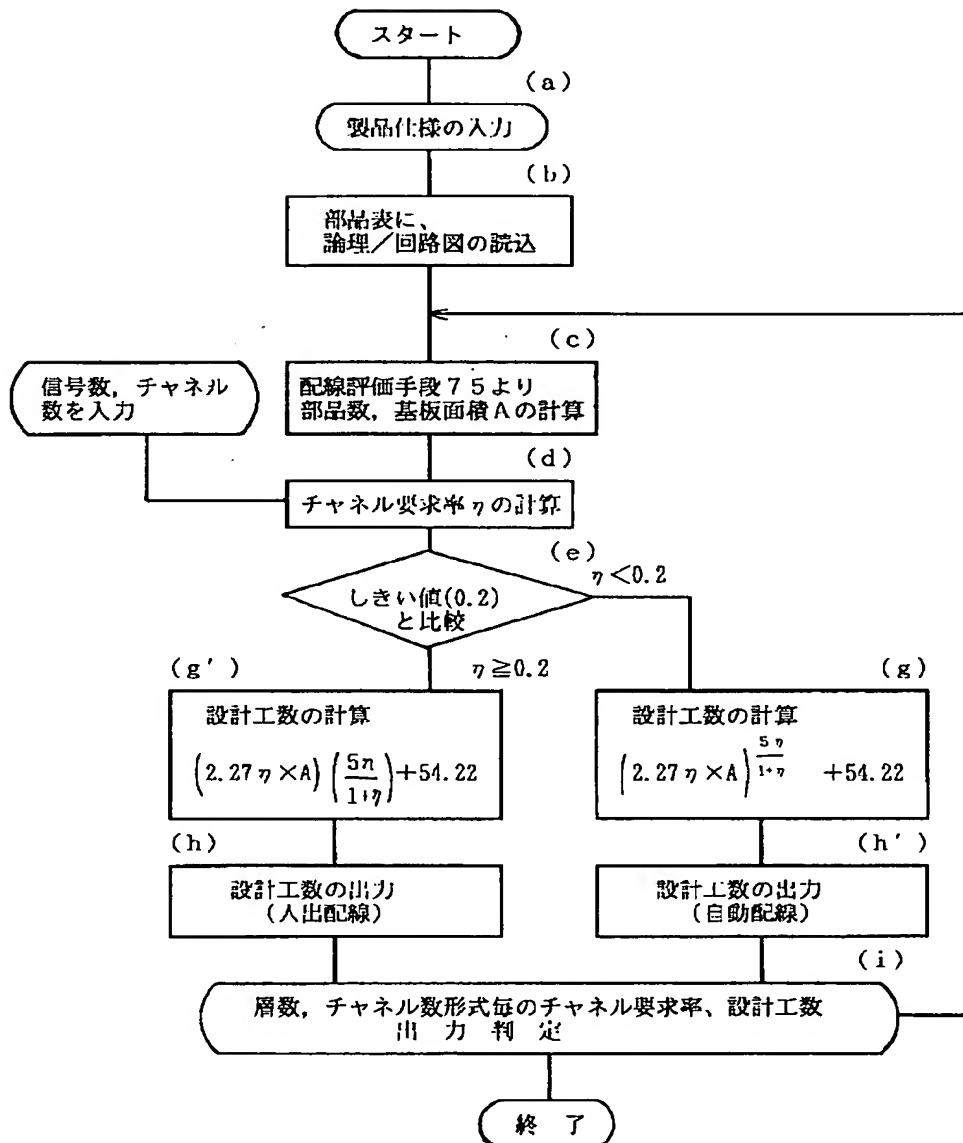 スタート
(a)
製品仕様の入力
(b)
部品表に、
論理／回路図の読込
(c)
信号数，チャネル
数を入力
配線評価手段７５より
部品数，基板面積Ａの計算
(d)
チャネル要求率ηの計算
(e)
η＜0.2
しきい値(0.2)
と比較
η≧0.2
(g')
(g)
設計工数の計算
(2.27η×A)(5η/1+η)+54.22
設計工数の計算
(2.27η×A)^(5η/1+η) +54.22
(h)
(h')
設計工数の出力
(人出配線)
設計工数の出力
(自動配線)
(i)
層数，チャネル数形式毎のチャネル要求率、設計工数
出 力 判 定
終 了